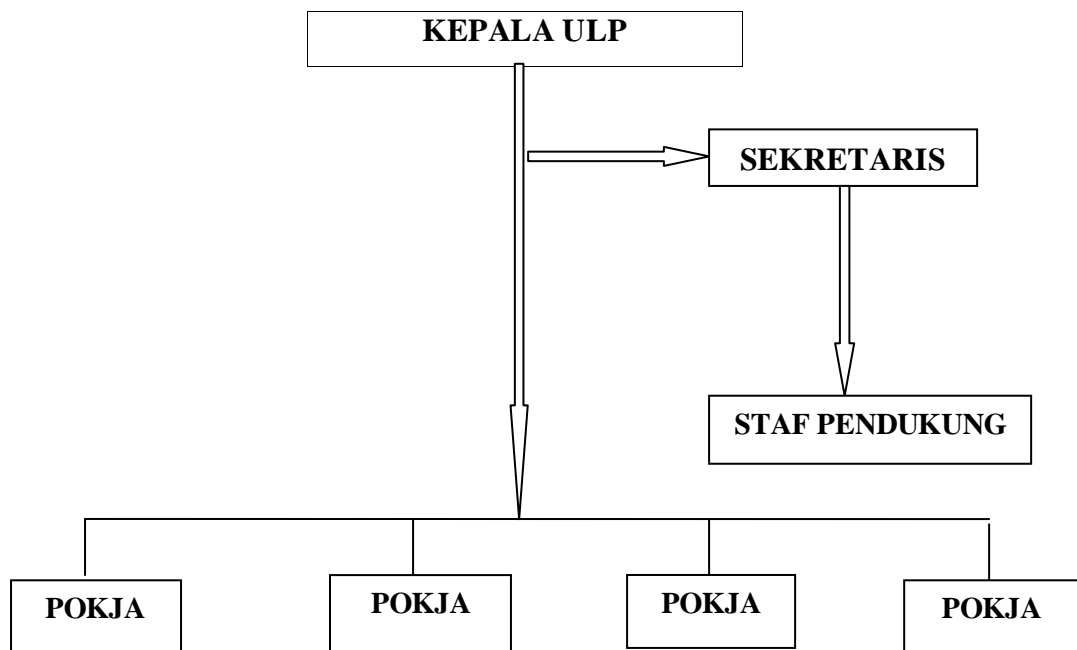 KEPALA ULP
SEKRETARIS
STAF PENDUKUNG
POKJA
POKJA
POKJA
POKJA